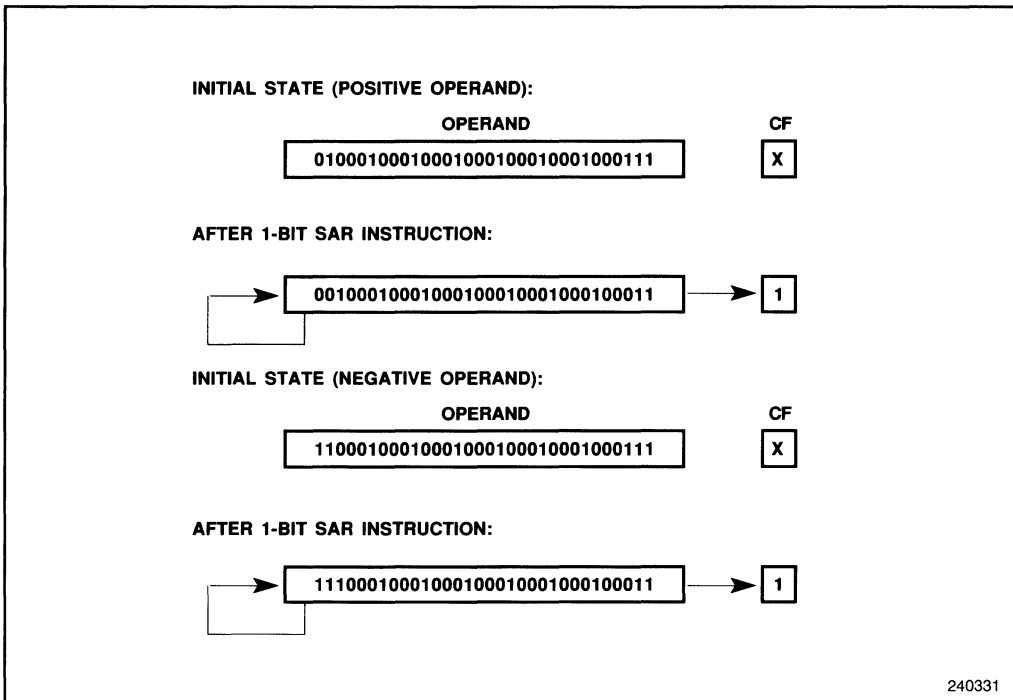 INITIAL STATE (POSITIVE OPERAND):
OPERAND CF
01000100010001000100010001000111 X
AFTER 1-BIT SAR INSTRUCTION:
00100010001000100010001000100011 1
INITIAL STATE (NEGATIVE OPERAND):
OPERAND CF
11000100010001000100010001000111 X
AFTER 1-BIT SAR INSTRUCTION:
11100010001000100010001000100011 1
240331